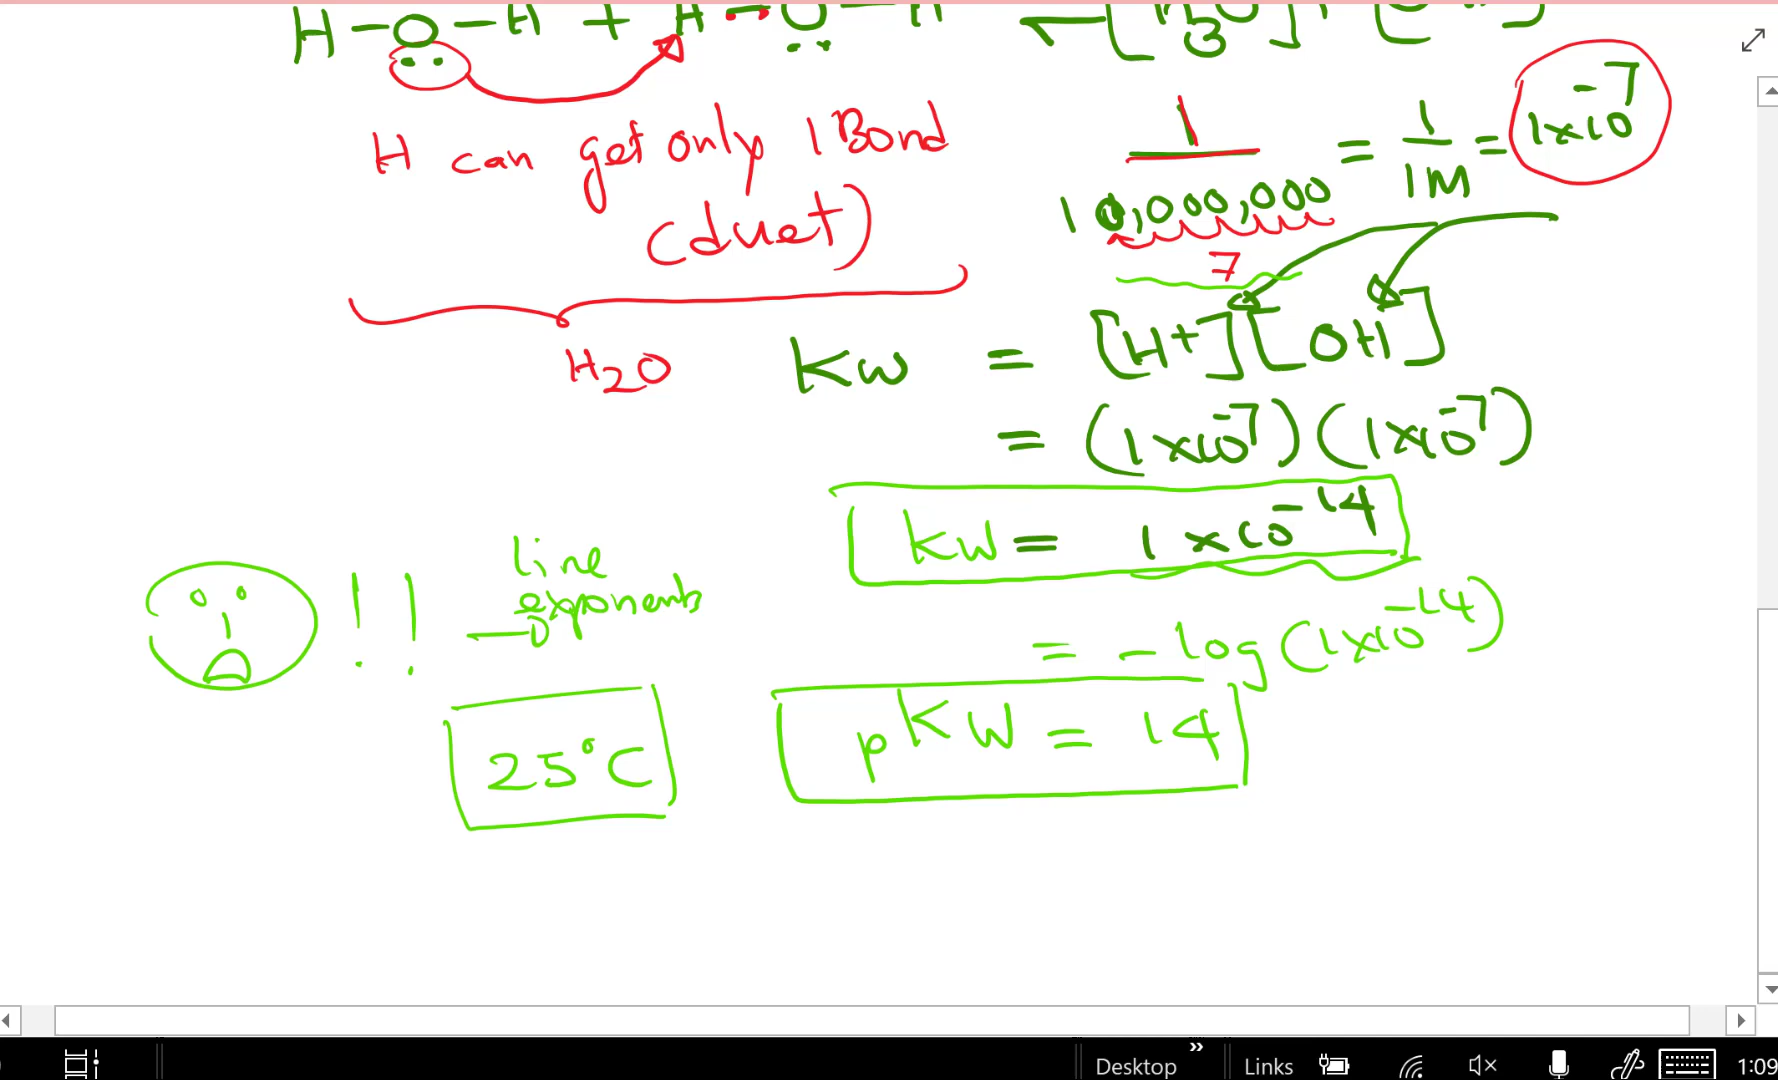 H-O-H + H-O-H
H can get only 1 Bond
(duet)
H2O
1
10,000,000 = 1/1M = 1x10^-7
7
Kw = [H+][OH]
= (1x10^-7)(1x10^-7)
Kw = 1x10^-14
!! line
exponents
= -log(1x10^-14)
25°C
pKw = 14
Desktop
»
Links
1:09